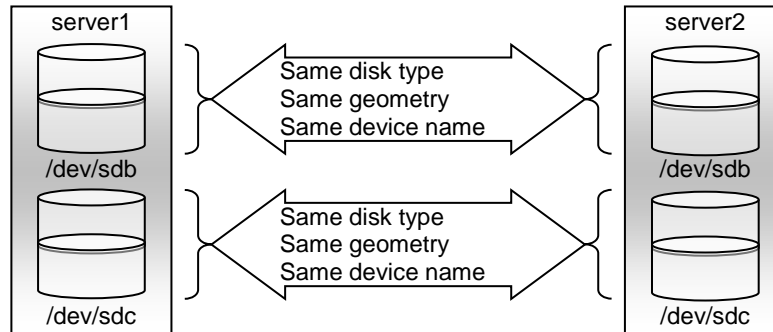 server1
server2
Same disk type
Same geometry
Same device name
/dev/sdb
/dev/sdb
Same disk type
Same geometry
Same device name
/dev/sdc
/dev/sdc